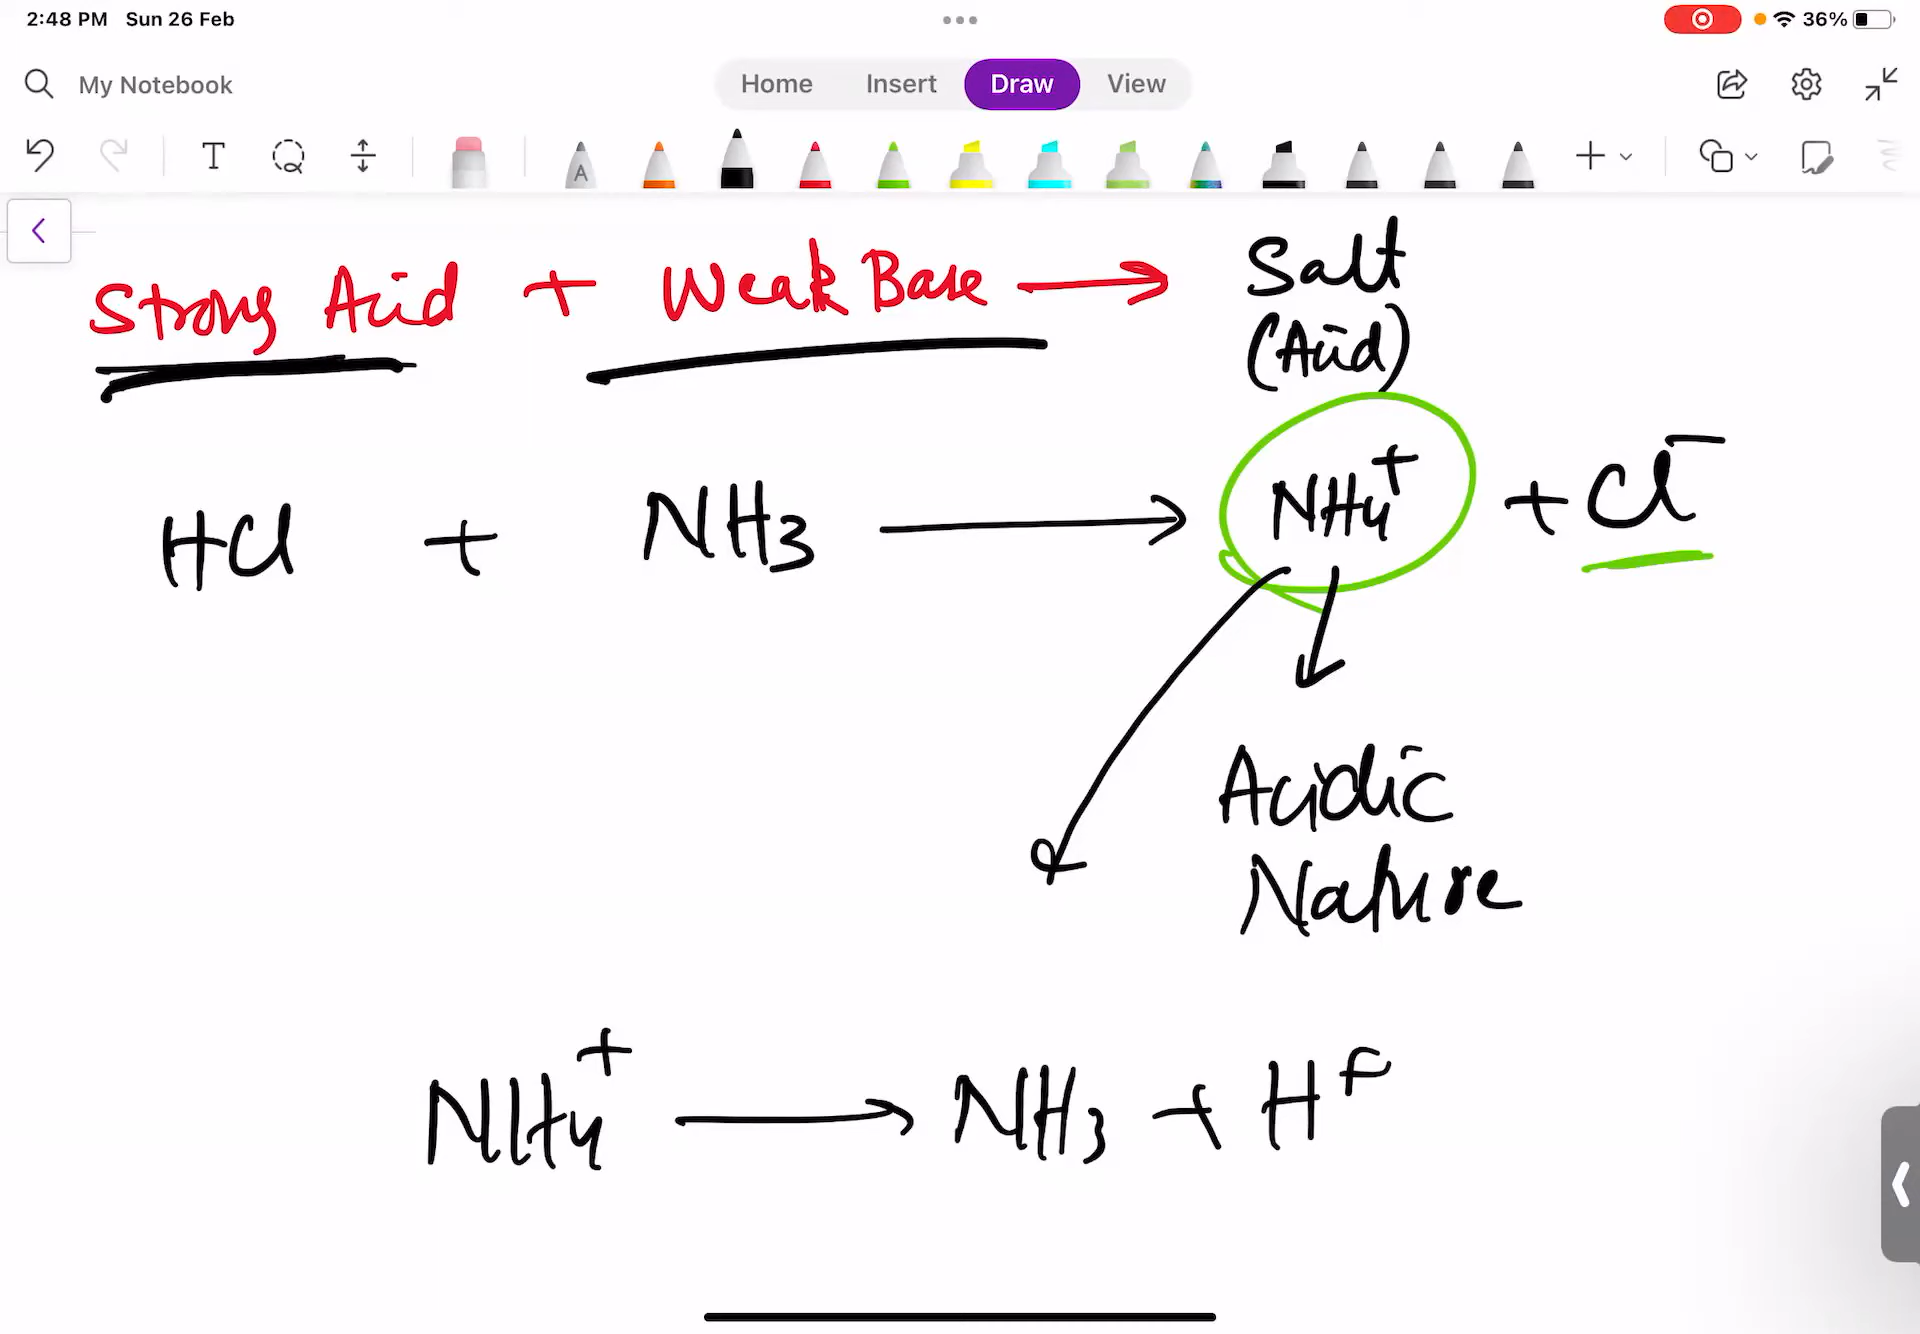 2:48 PM Sun 26 Feb
36%
My Notebook
Home Insert Draw View
T
A
Strong Acid + Weak Base → Salt
(Acid)
HCl + NH3 → NH4+ + Cl-
Acidic
Nature
NH4+ → NH3 + H+